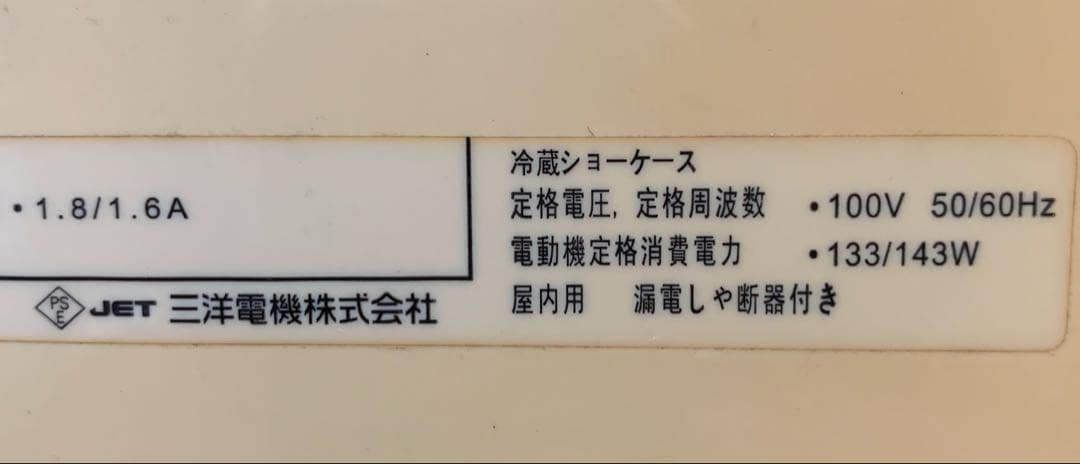 ・1.8/1.6A
PS
E
JET 三洋電機株式会社
冷蔵ショーケース
定格電圧, 定格周波数 ・100V 50/60Hz
電動機定格消費電力 ・133/143W
屋内用 漏電しや断器付き